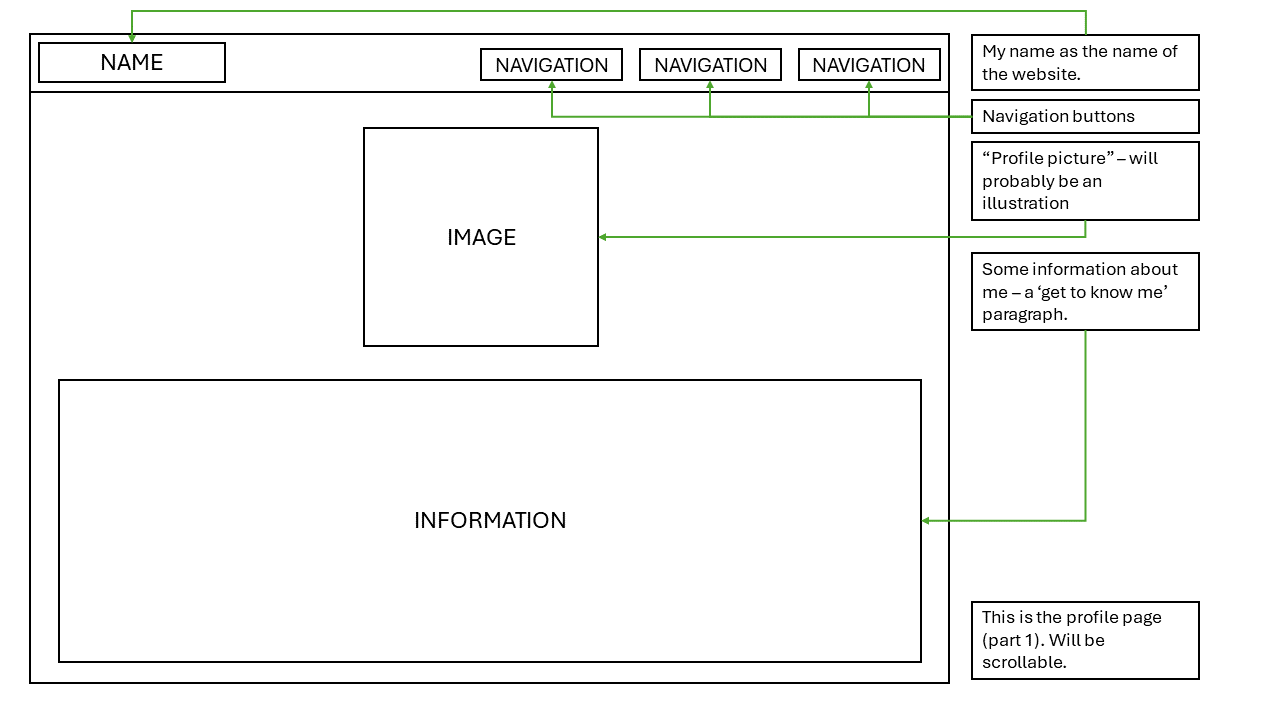 NAME
NAVIGATION
NAVIGATION
NAVIGATION
My name as the name of
the website.
Navigation buttons
“Profile picture” – will
probably be an
illustration
IMAGE
Some information about
me – a ‘get to know me’
paragraph.
INFORMATION
This is the profile page
(part 1). Will be
scrollable.